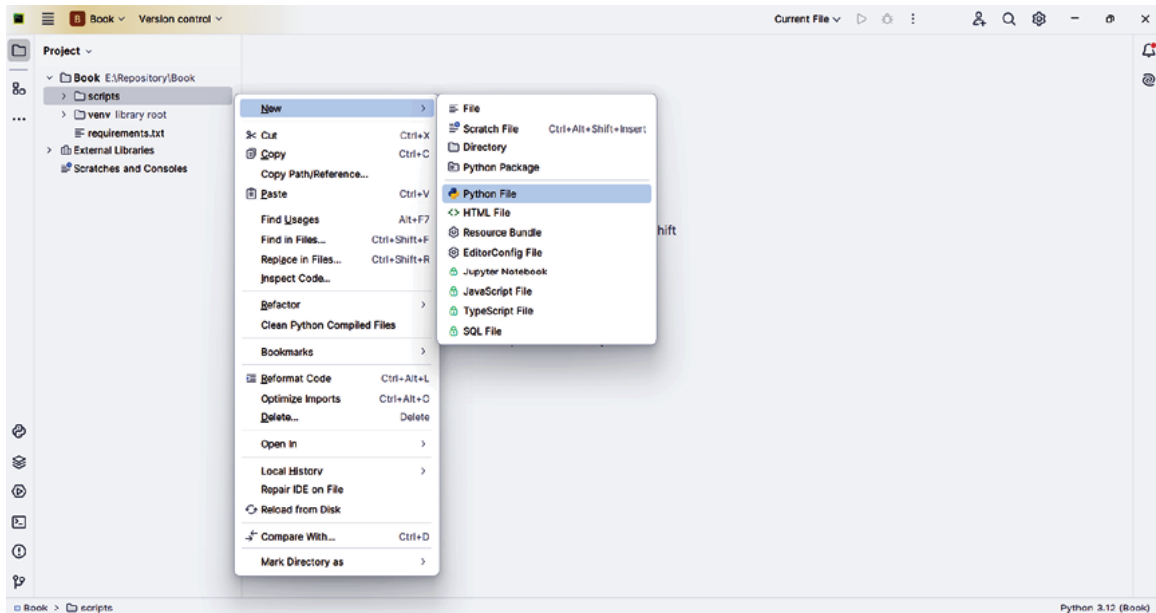 B Book Version control Current File
Project
Book E:\Repository\Book
scripts
venv library root
requirements.txt
External Libraries
Scratches and Consoles
New
Cut Ctrl+X
Copy Ctrl+C
Copy Path/Reference...
Paste Ctrl+V
Find Usages Alt+F7
Find in Files... Ctrl+Shift+F
Replace in Files... Ctrl+Shift+R
Inspect Code...
Refactor
Clean Python Compiled Files
Bookmarks
Reformat Code Ctrl+Alt+L
Optimize Imports Ctrl+Alt+O
Delete... Delete
Open In
Local History
Repair IDE on File
Reload from Disk
Compare With... Ctrl+D
Mark Directory as
File
Scratch File Ctrl+Alt+Shift+Insert
Directory
Python Package
Python File
HTML File
Resource Bundle
EditorConfig File
Jupyter Notebook
JavaScript File
TypeScript File
SQL File
hift
Book > scripts Python 3.12 (Book)